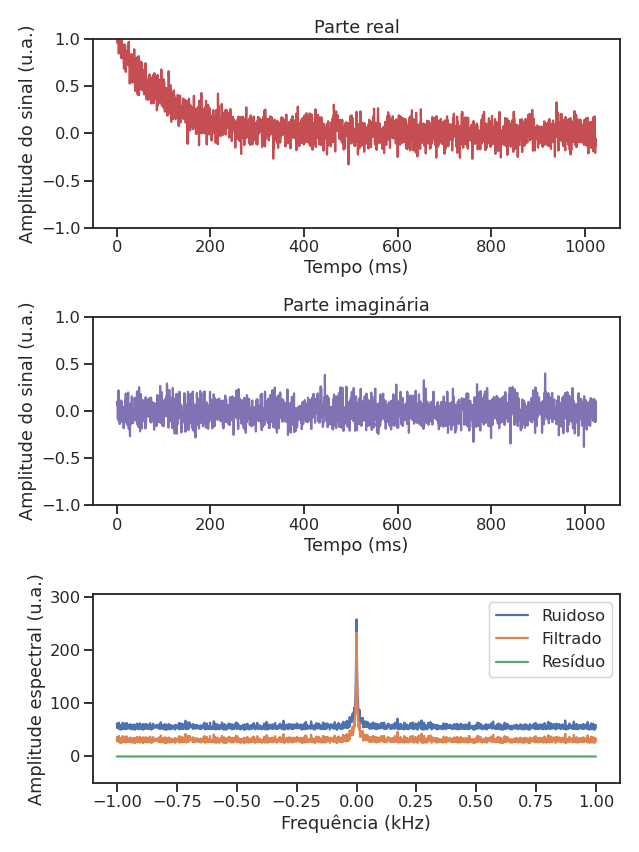 Parte real
Amplitude do sinal (u.a.)
1.0
0.5
0.0
−0.5
−1.0
0 200 400 600 800 1000
Tempo (ms)
Parte imaginária
Amplitude do sinal (u.a.)
1.0
0.5
0.0
−0.5
−1.0
0 200 400 600 800 1000
Tempo (ms)
Amplitude espectral (u.a.)
300
200
100
0
Ruidoso
Filtrado
Resíduo
−1.00 −0.75 −0.50 −0.25 0.00 0.25 0.50 0.75 1.00
Frequência (kHz)